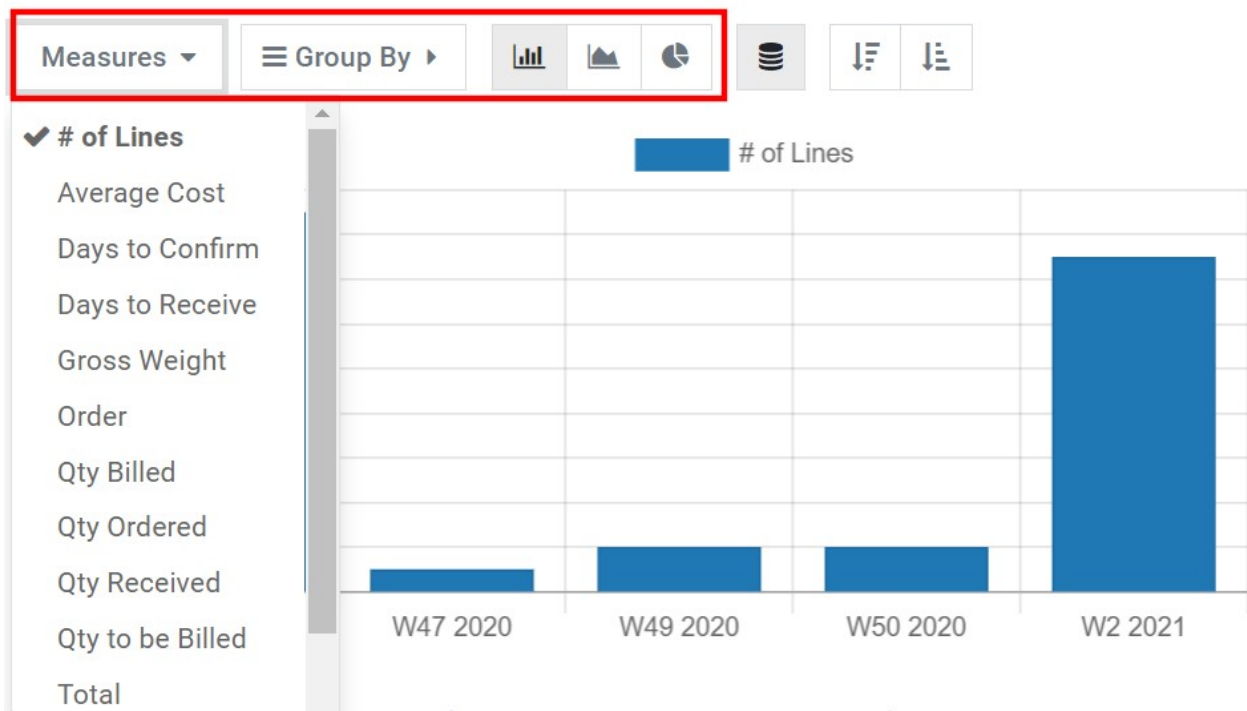 Measures Group By
# of Lines
# of Lines
Average Cost
Days to Confirm
Days to Receive
Gross Weight
Order
Qty Billed
Qty Ordered
Qty Received
Qty to be Billed
Total
W47 2020 W49 2020 W50 2020 W2 2021